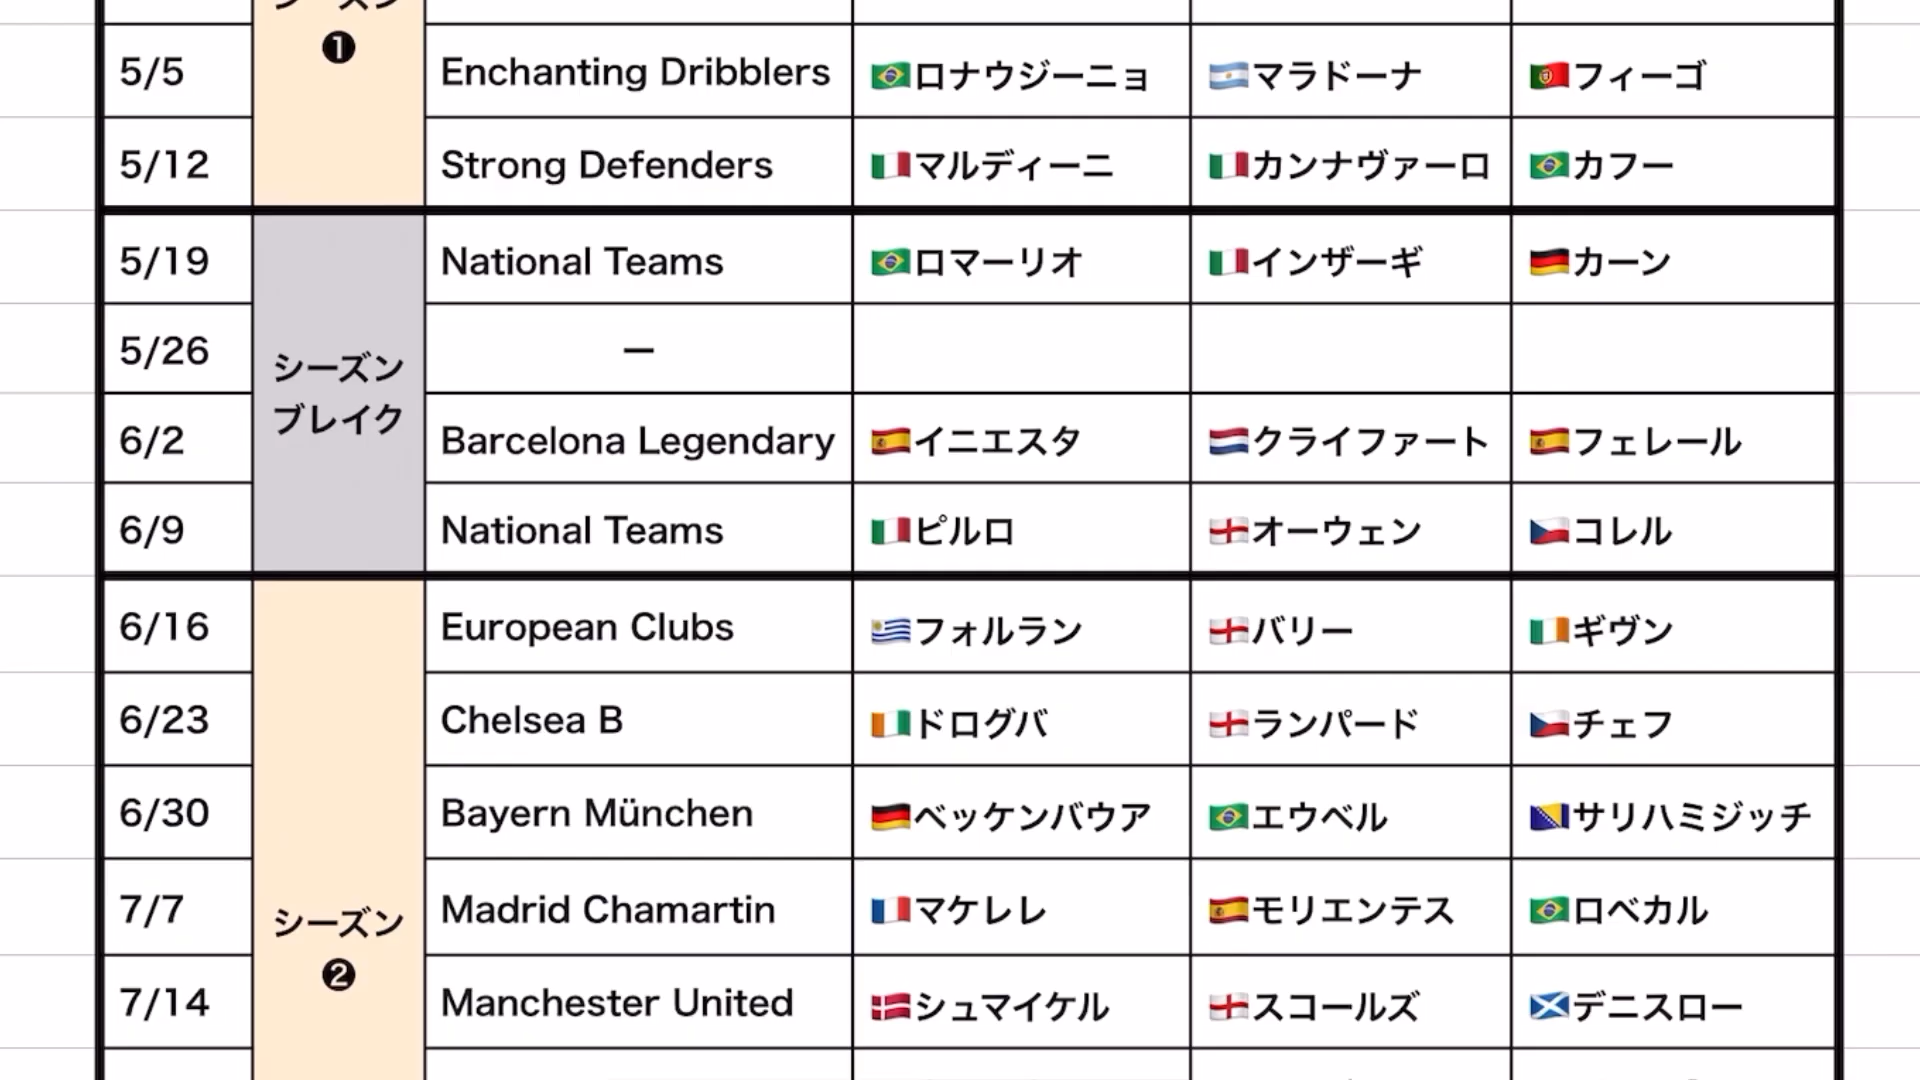 ❶
5/5 Enchanting Dribblers 🇧🇷ロナウジーニョ 🇦🇷マラドーナ 🇵🇹フィーゴ
5/12 Strong Defenders 🇮🇹マルディーニ 🇮🇹カンナヴァーロ 🇧🇷カフー
5/19 National Teams 🇧🇷ロマーリオ 🇮🇹インザーギ 🇩🇪カーン
5/26 ー
シーズン
ブレイク
6/2 Barcelona Legendary 🇪🇸イニエスタ 🇳🇱クライファート 🇪🇸フェレール
6/9 National Teams 🇮🇹ピルロ 🏴󠁧󠁢󠁥󠁮󠁧󠁿オーウェン 🇨🇿コレル
6/16 European Clubs 🇺🇾フォルラン 🏴󠁧󠁢󠁥󠁮󠁧󠁿バリー 🇮🇪ギヴン
6/23 Chelsea B 🇮🇪ドログバ 🏴󠁧󠁢󠁥󠁮󠁧󠁿ランパード 🇨🇿チェフ
6/30 Bayern München 🇩🇪ベッケンバウア 🇧🇷エウベル 🇧🇦サリハミジッチ
7/7 Madrid Chamartin 🇫🇷マケレレ 🇪🇸モリエンテス 🇧🇷ロベカル
シーズン
❷
7/14 Manchester United 🇩🇰シュマイケル 🏴󠁧󠁢󠁥󠁮󠁧󠁿スコールズ 🏴󠁧󠁢󠁳󠁣󠁴󠁿デニスロー